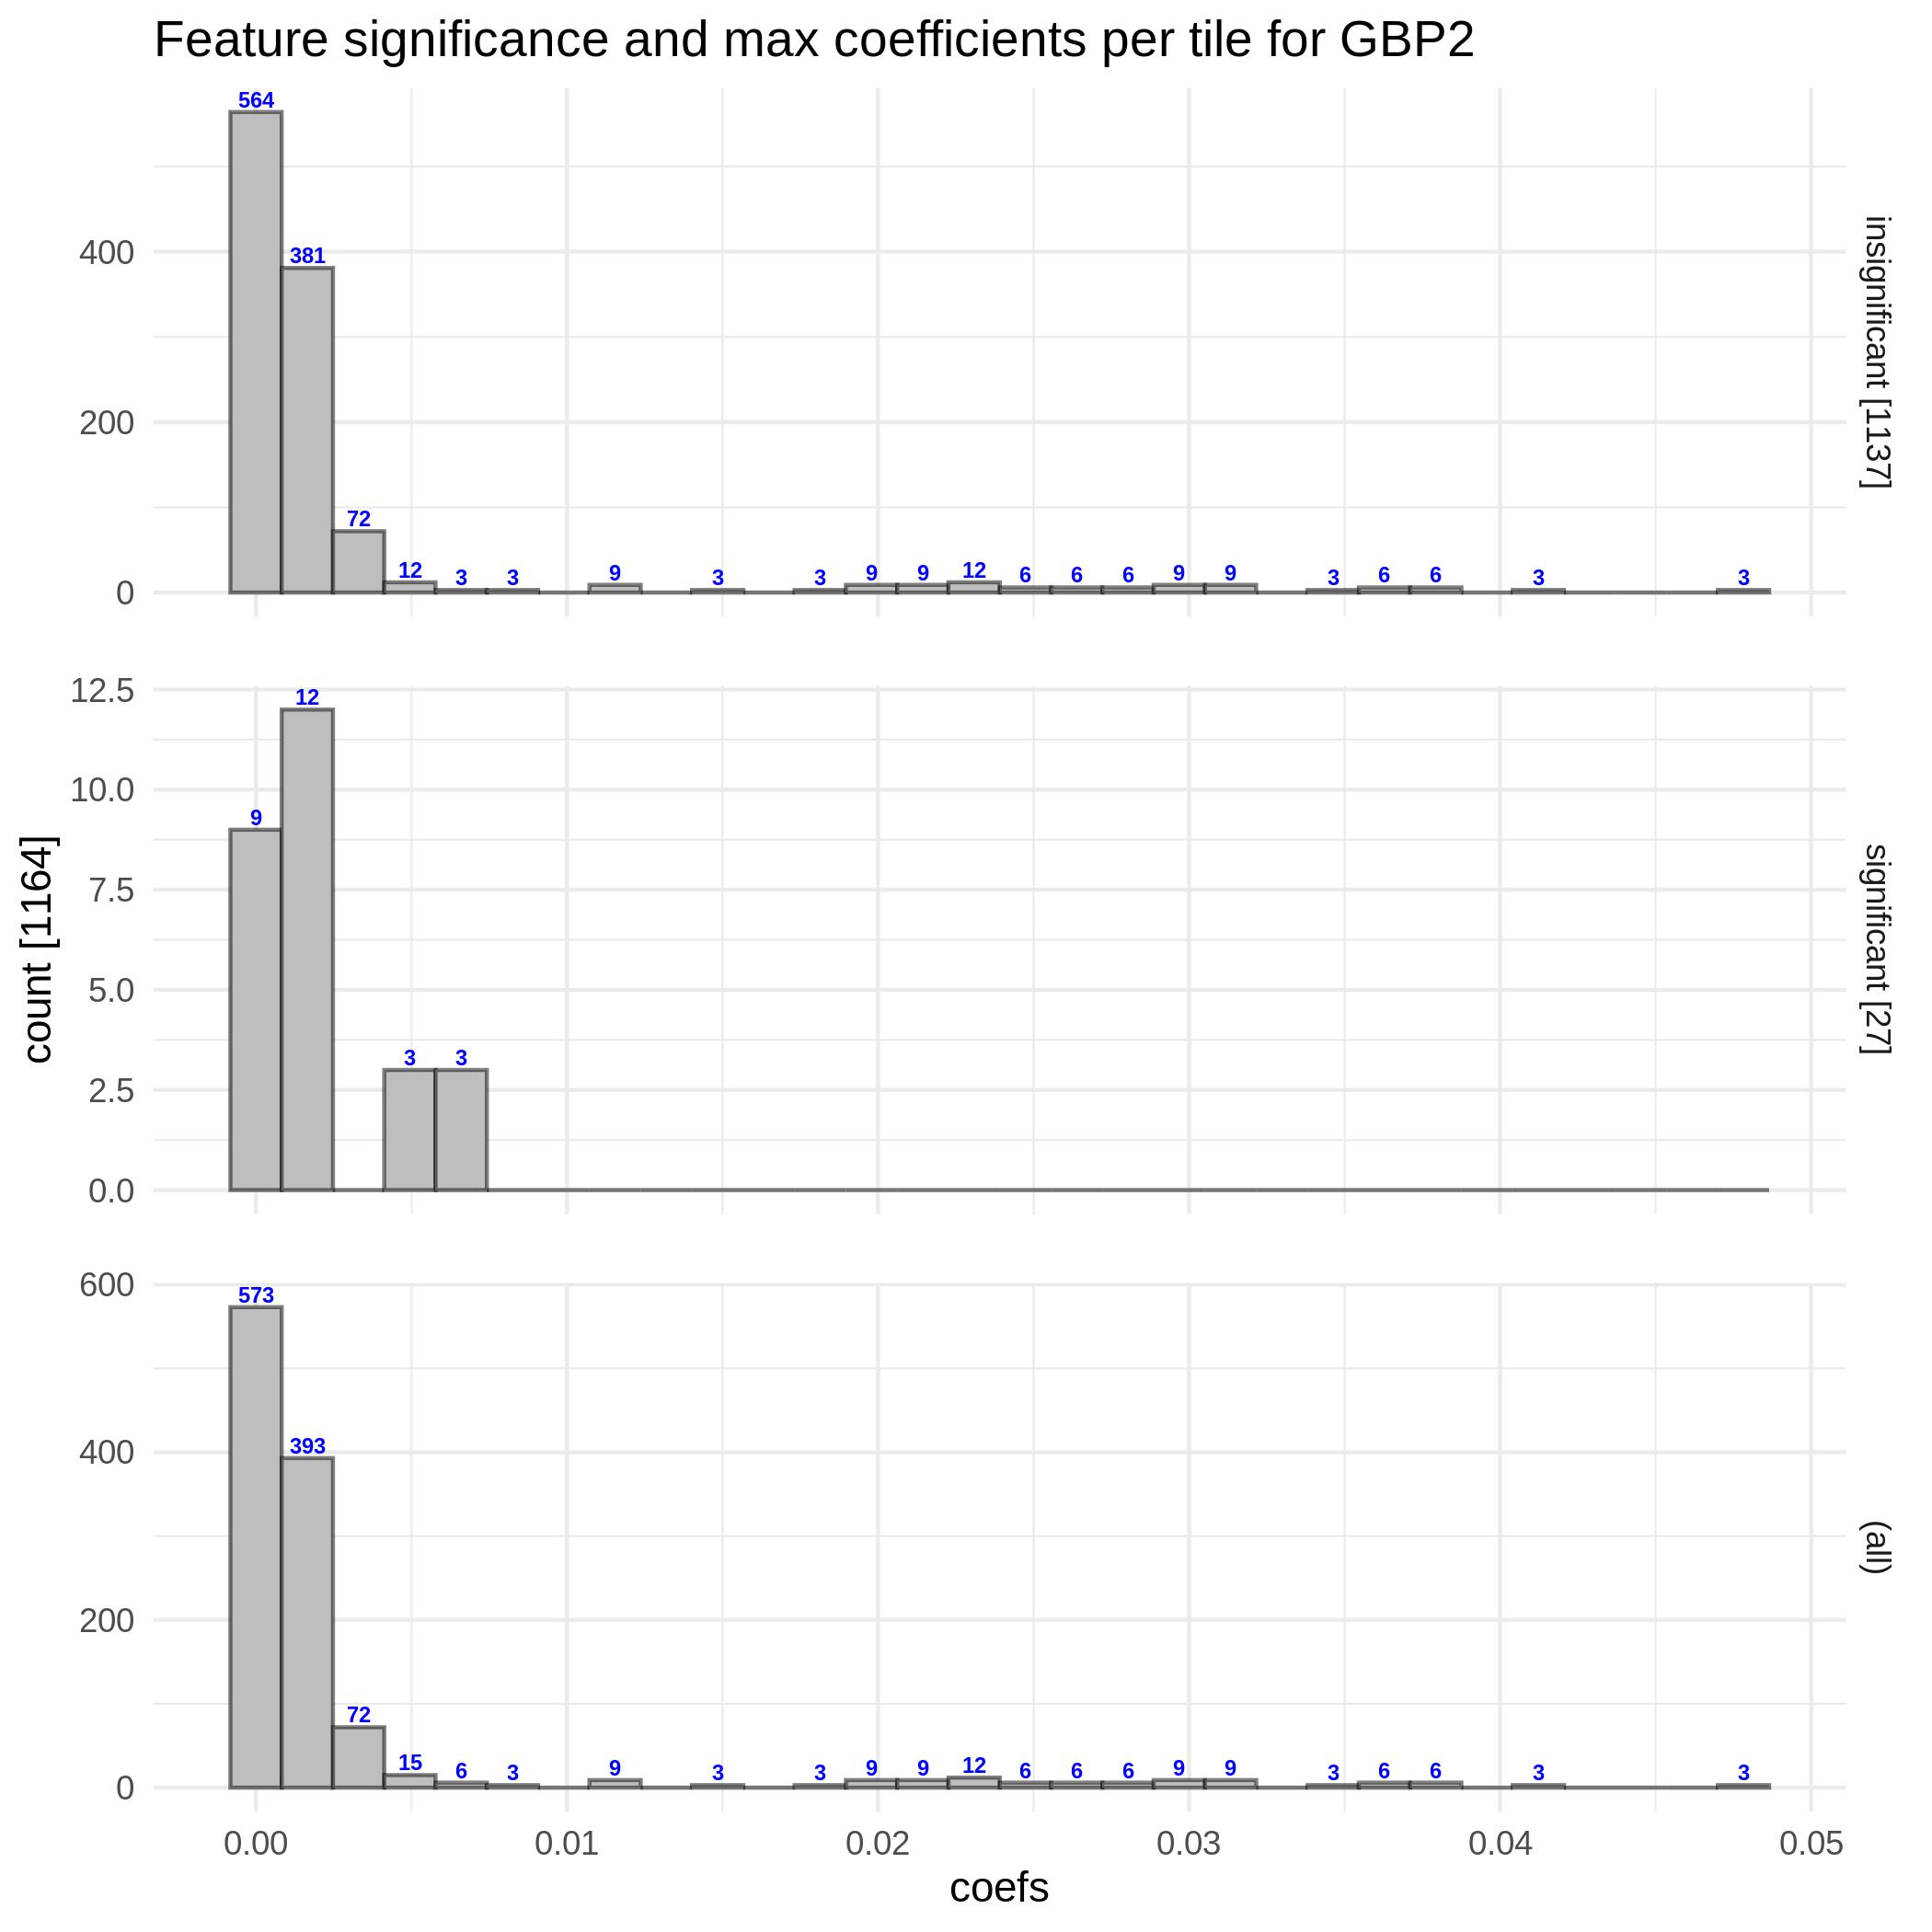 Feature significance and max coefficients per tile for GBP2
564
381
72
12 3 3 9 3 3 9 9 12 6 6 6 9 9 3 6 6 3 3
400
200
0
insignificant [1137]
12
9
3 3
12.5
10.0
7.5
5.0
2.5
0.0
significant [27]
count [1164]
573
393
72
15 6 3 9 3 3 9 9 12 6 6 6 9 9 3 6 6 3 3
600
400
200
0
(all)
0.00 0.01 0.02 0.03 0.04 0.05
coefs